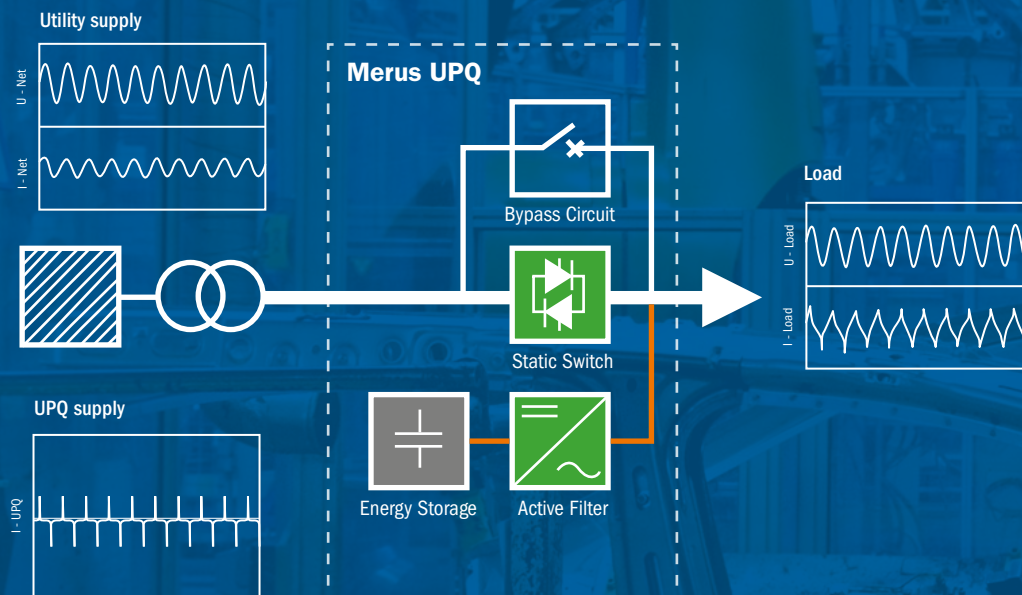 Utility supply
U - Net
I - Net
Merus UPQ
Bypass Circuit
Load
U - Load
I - Load
Static Switch
UPQ supply
I - UPQ
Energy Storage
Active Filter